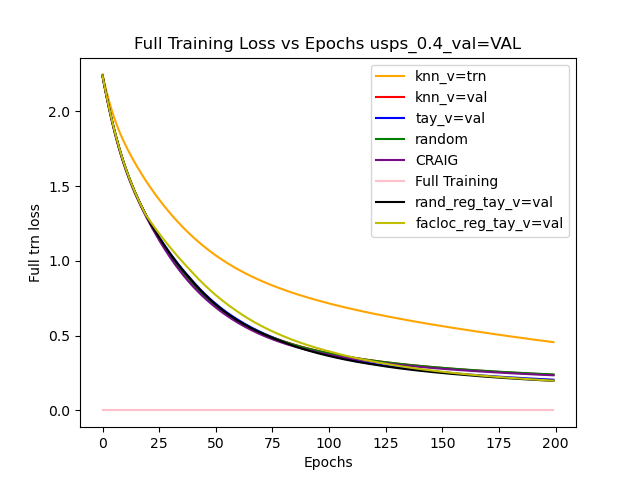 Full Training Loss vs Epochs usps_0.4_val=VAL
Full trn loss
2.0
1.5
1.0
0.5
0.0
knn_v=trn
knn_v=val
tay_v=val
random
CRAIG
Full Training
rand_reg_tay_v=val
facloc_reg_tay_v=val
0 25 50 75 100 125 150 175 200
Epochs